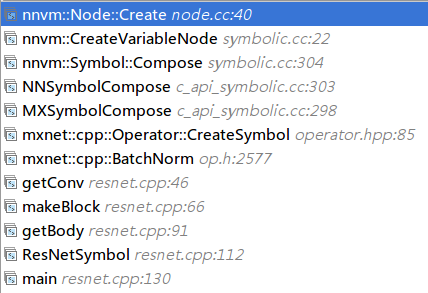 nnvm::Node::Create node.cc:40
nnvm::CreateVariableNode symbolic.cc:22
nnvm::Symbol::Compose symbolic.cc:304
NNSymbolCompose c_api_symbolic.cc:303
MXSymbolCompose c_api_symbolic.cc:298
mxnet::cpp::Operator::CreateSymbol operator.hpp:85
mxnet::cpp::BatchNorm op.h:2577
getConv resnet.cpp:46
makeBlock resnet.cpp:66
getBody resnet.cpp:91
ResNetSymbol resnet.cpp:112
main resnet.cpp:130